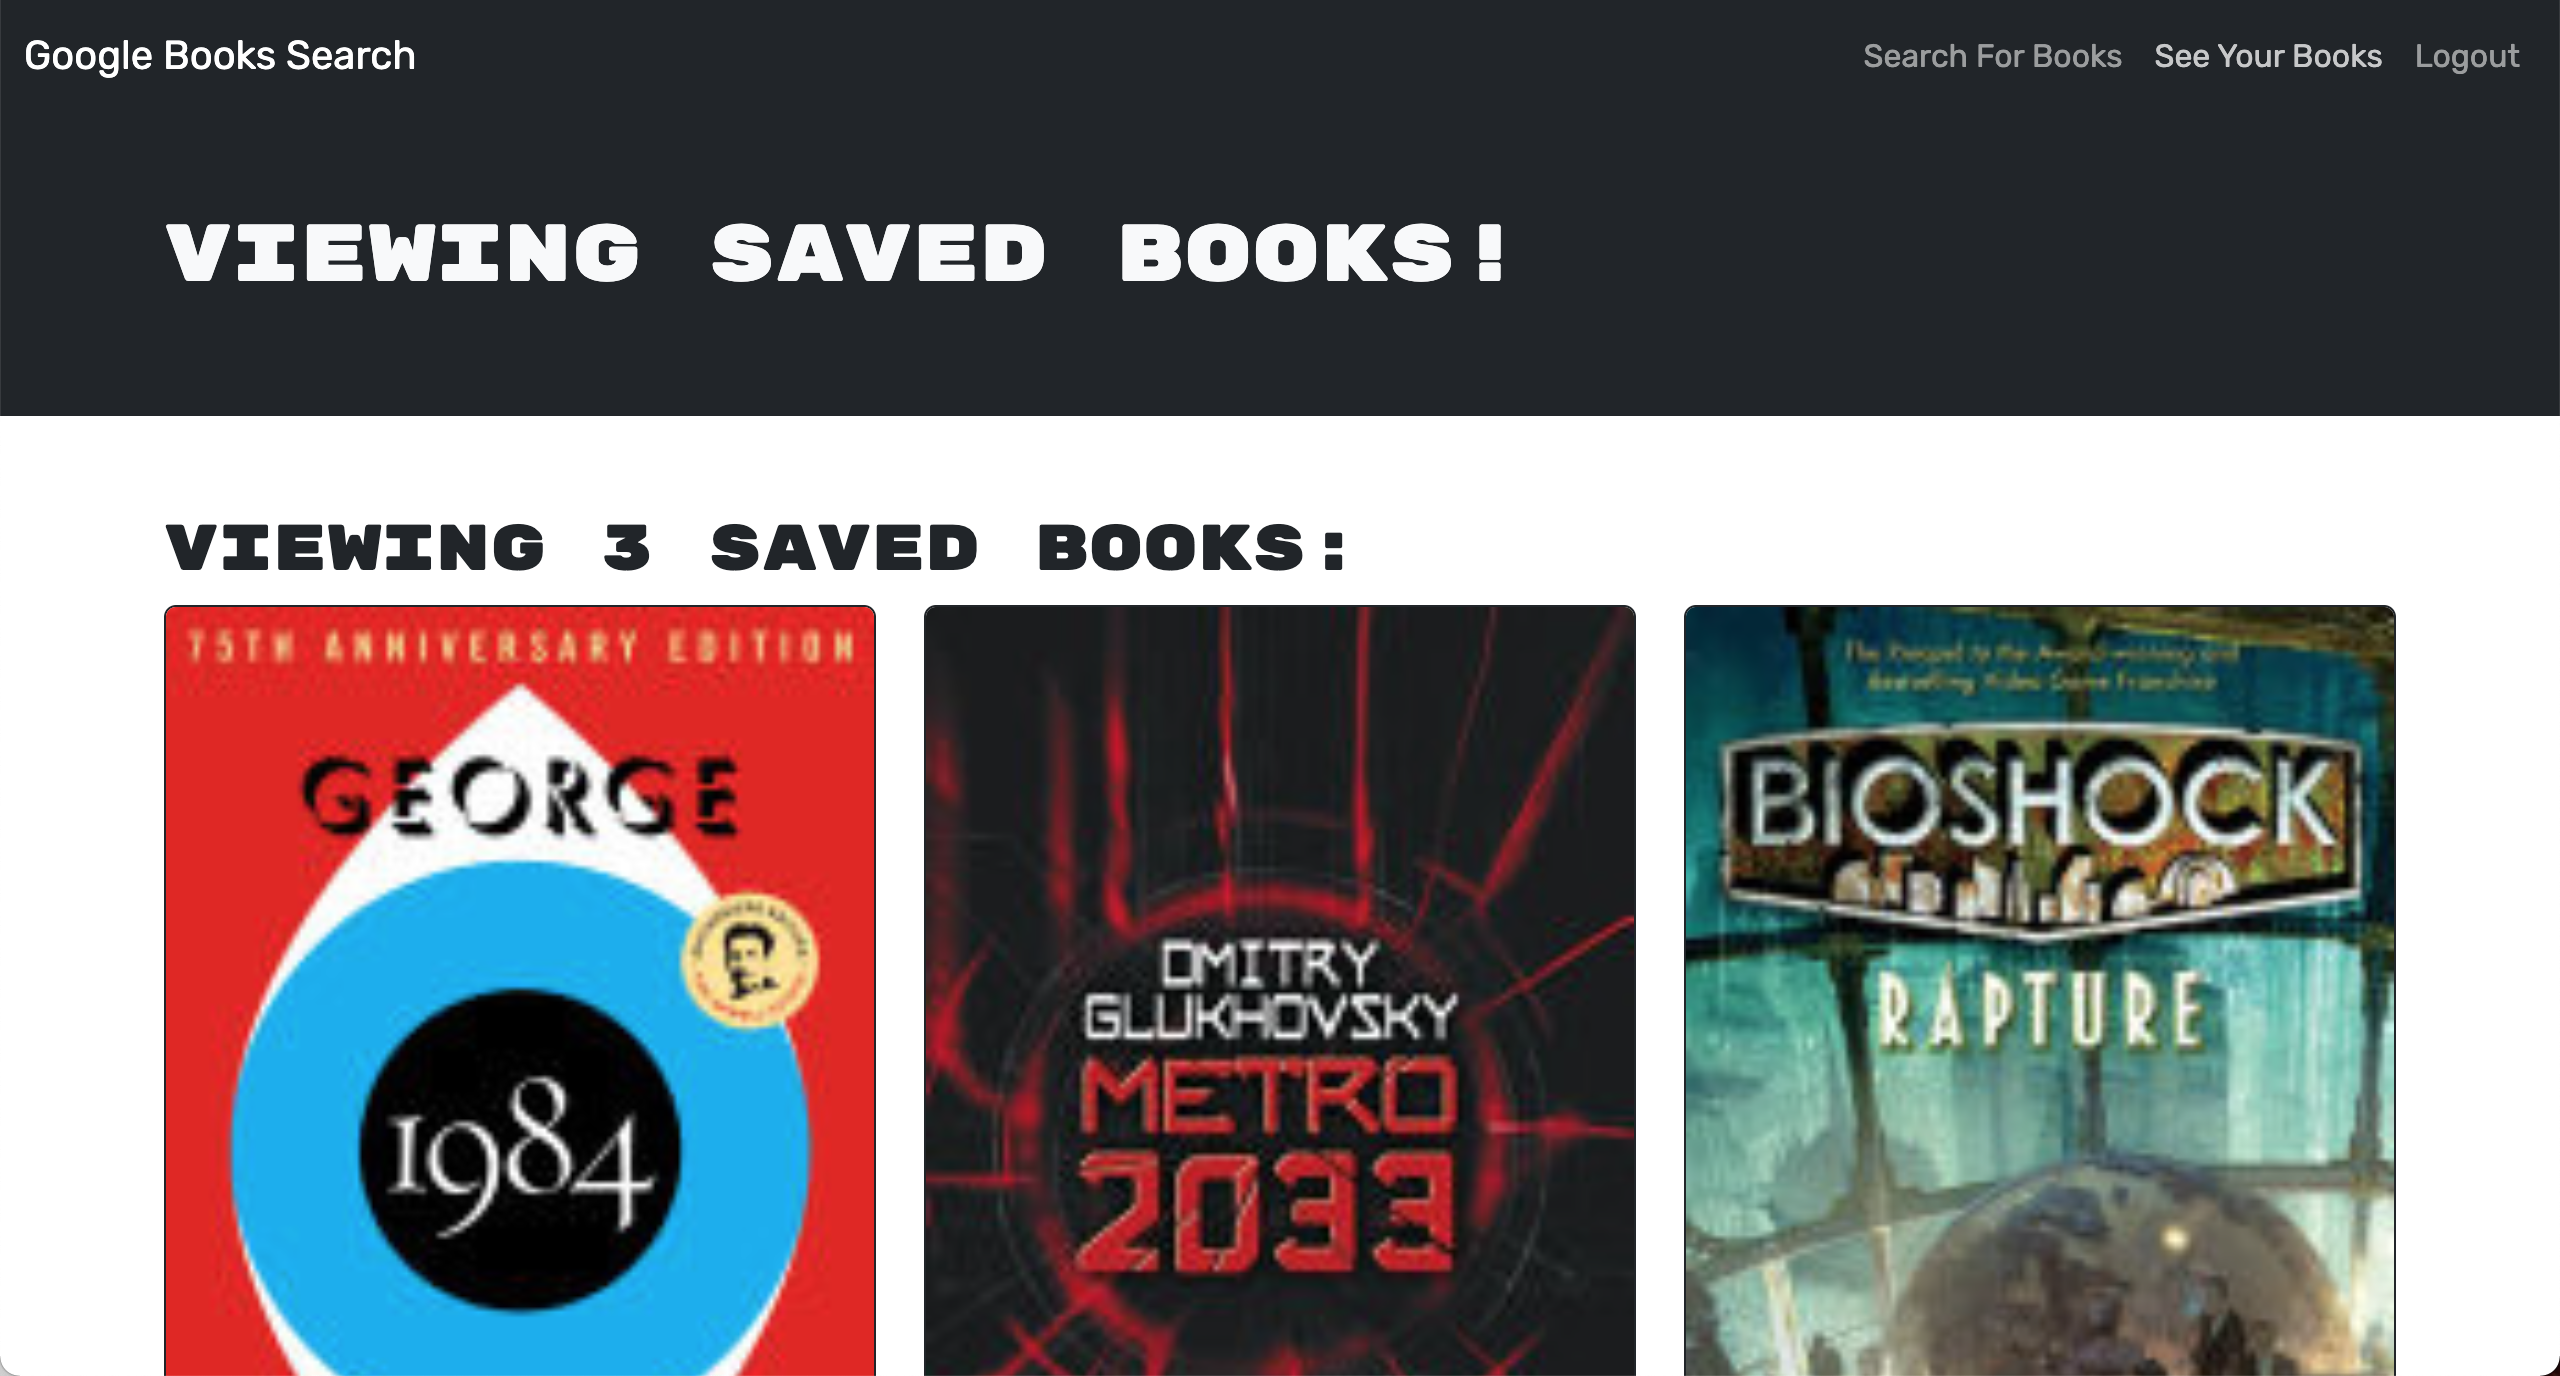 Google Books Search
Search For Books
See Your Books
Logout
VIEWING SAVED BOOKS!
VIEWING 3 SAVED BOOKS:
75TH ANNIVERSARY EDITION
GEORGE
1984
DMITRY
GLUKHOVSKY
METRO
2033
The Prequel to the Award-winning and
Bestselling Video Game Franchise
BIOSHOCK
RAPTURE